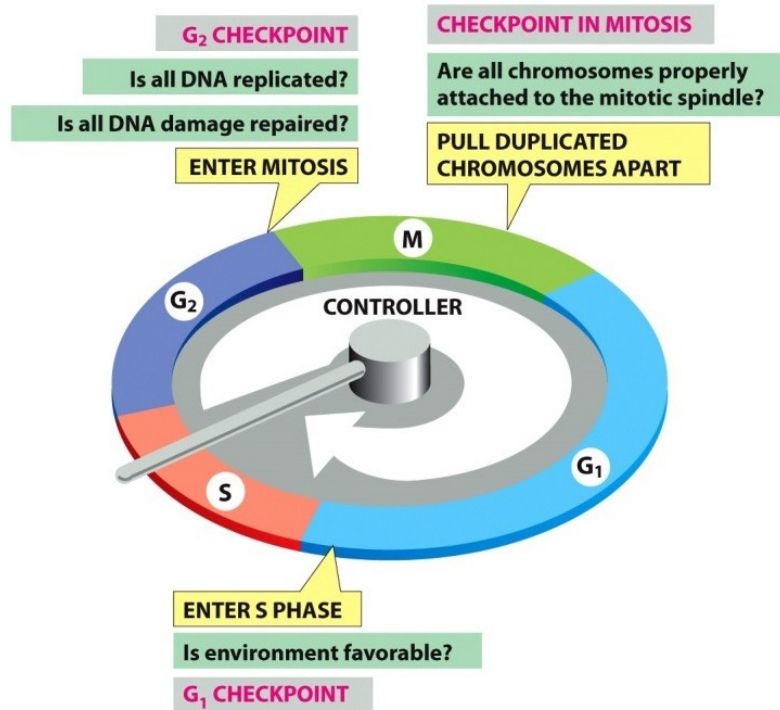 G₂ CHECKPOINT
Is all DNA replicated?
Is all DNA damage repaired?
ENTER MITOSIS
CHECKPOINT IN MITOSIS
Are all chromosomes properly
attached to the mitotic spindle?
PULL DUPLICATED
CHROMOSOMES APART
M
G₂
CONTROLLER
G₁
S
ENTER S PHASE
Is environment favorable?
G₁ CHECKPOINT